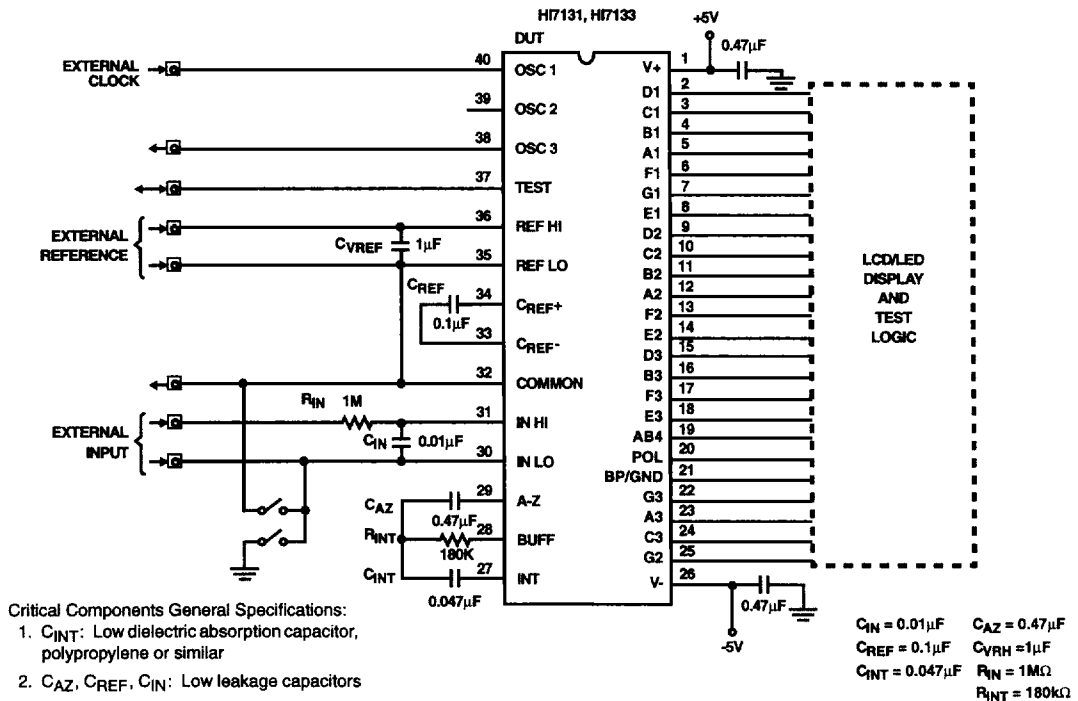 HI7131, HI7133
DUT
+5V
0.47µF
EXTERNAL
CLOCK
40 OSC 1
39 OSC 2
38 OSC 3
37 TEST
36 REF HI
EXTERNAL
REFERENCE
CVREF 1µF
35 REF LO
CREF
34 CREF+
0.1µF
33 CREF-
32 COMMON
RIN 1M
31 IN HI
EXTERNAL
INPUT
CIN 0.01µF
30 IN LO
29 A-Z
CAZ
0.47µF
28 BUFF
RINT
180K
27 INT
CINT
0.047µF
V+ 1
D1 2
C1 3
B1 4
A1 5
F1 6
G1 7
E1 8
D2 9
C2 10
B2 11
A2 12
F2 13
E2 14
D3 15
B3 16
F3 17
E3 18
AB4 19
POL 20
BP/GND 21
G3 22
A3 23
C3 24
G2 25
V- 26
LCD/LED
DISPLAY
AND
TEST
LOGIC
0.47µF
-5V
Critical Components General Specifications:
1. CINT: Low dielectric absorption capacitor,
polypropylene or similar
2. CAZ, CREF, CIN: Low leakage capacitors
CIN = 0.01µF CAZ = 0.47µF
CREF = 0.1µF CVRH =1µF
CINT = 0.047µF RIN = 1MΩ
RINT = 180kΩ